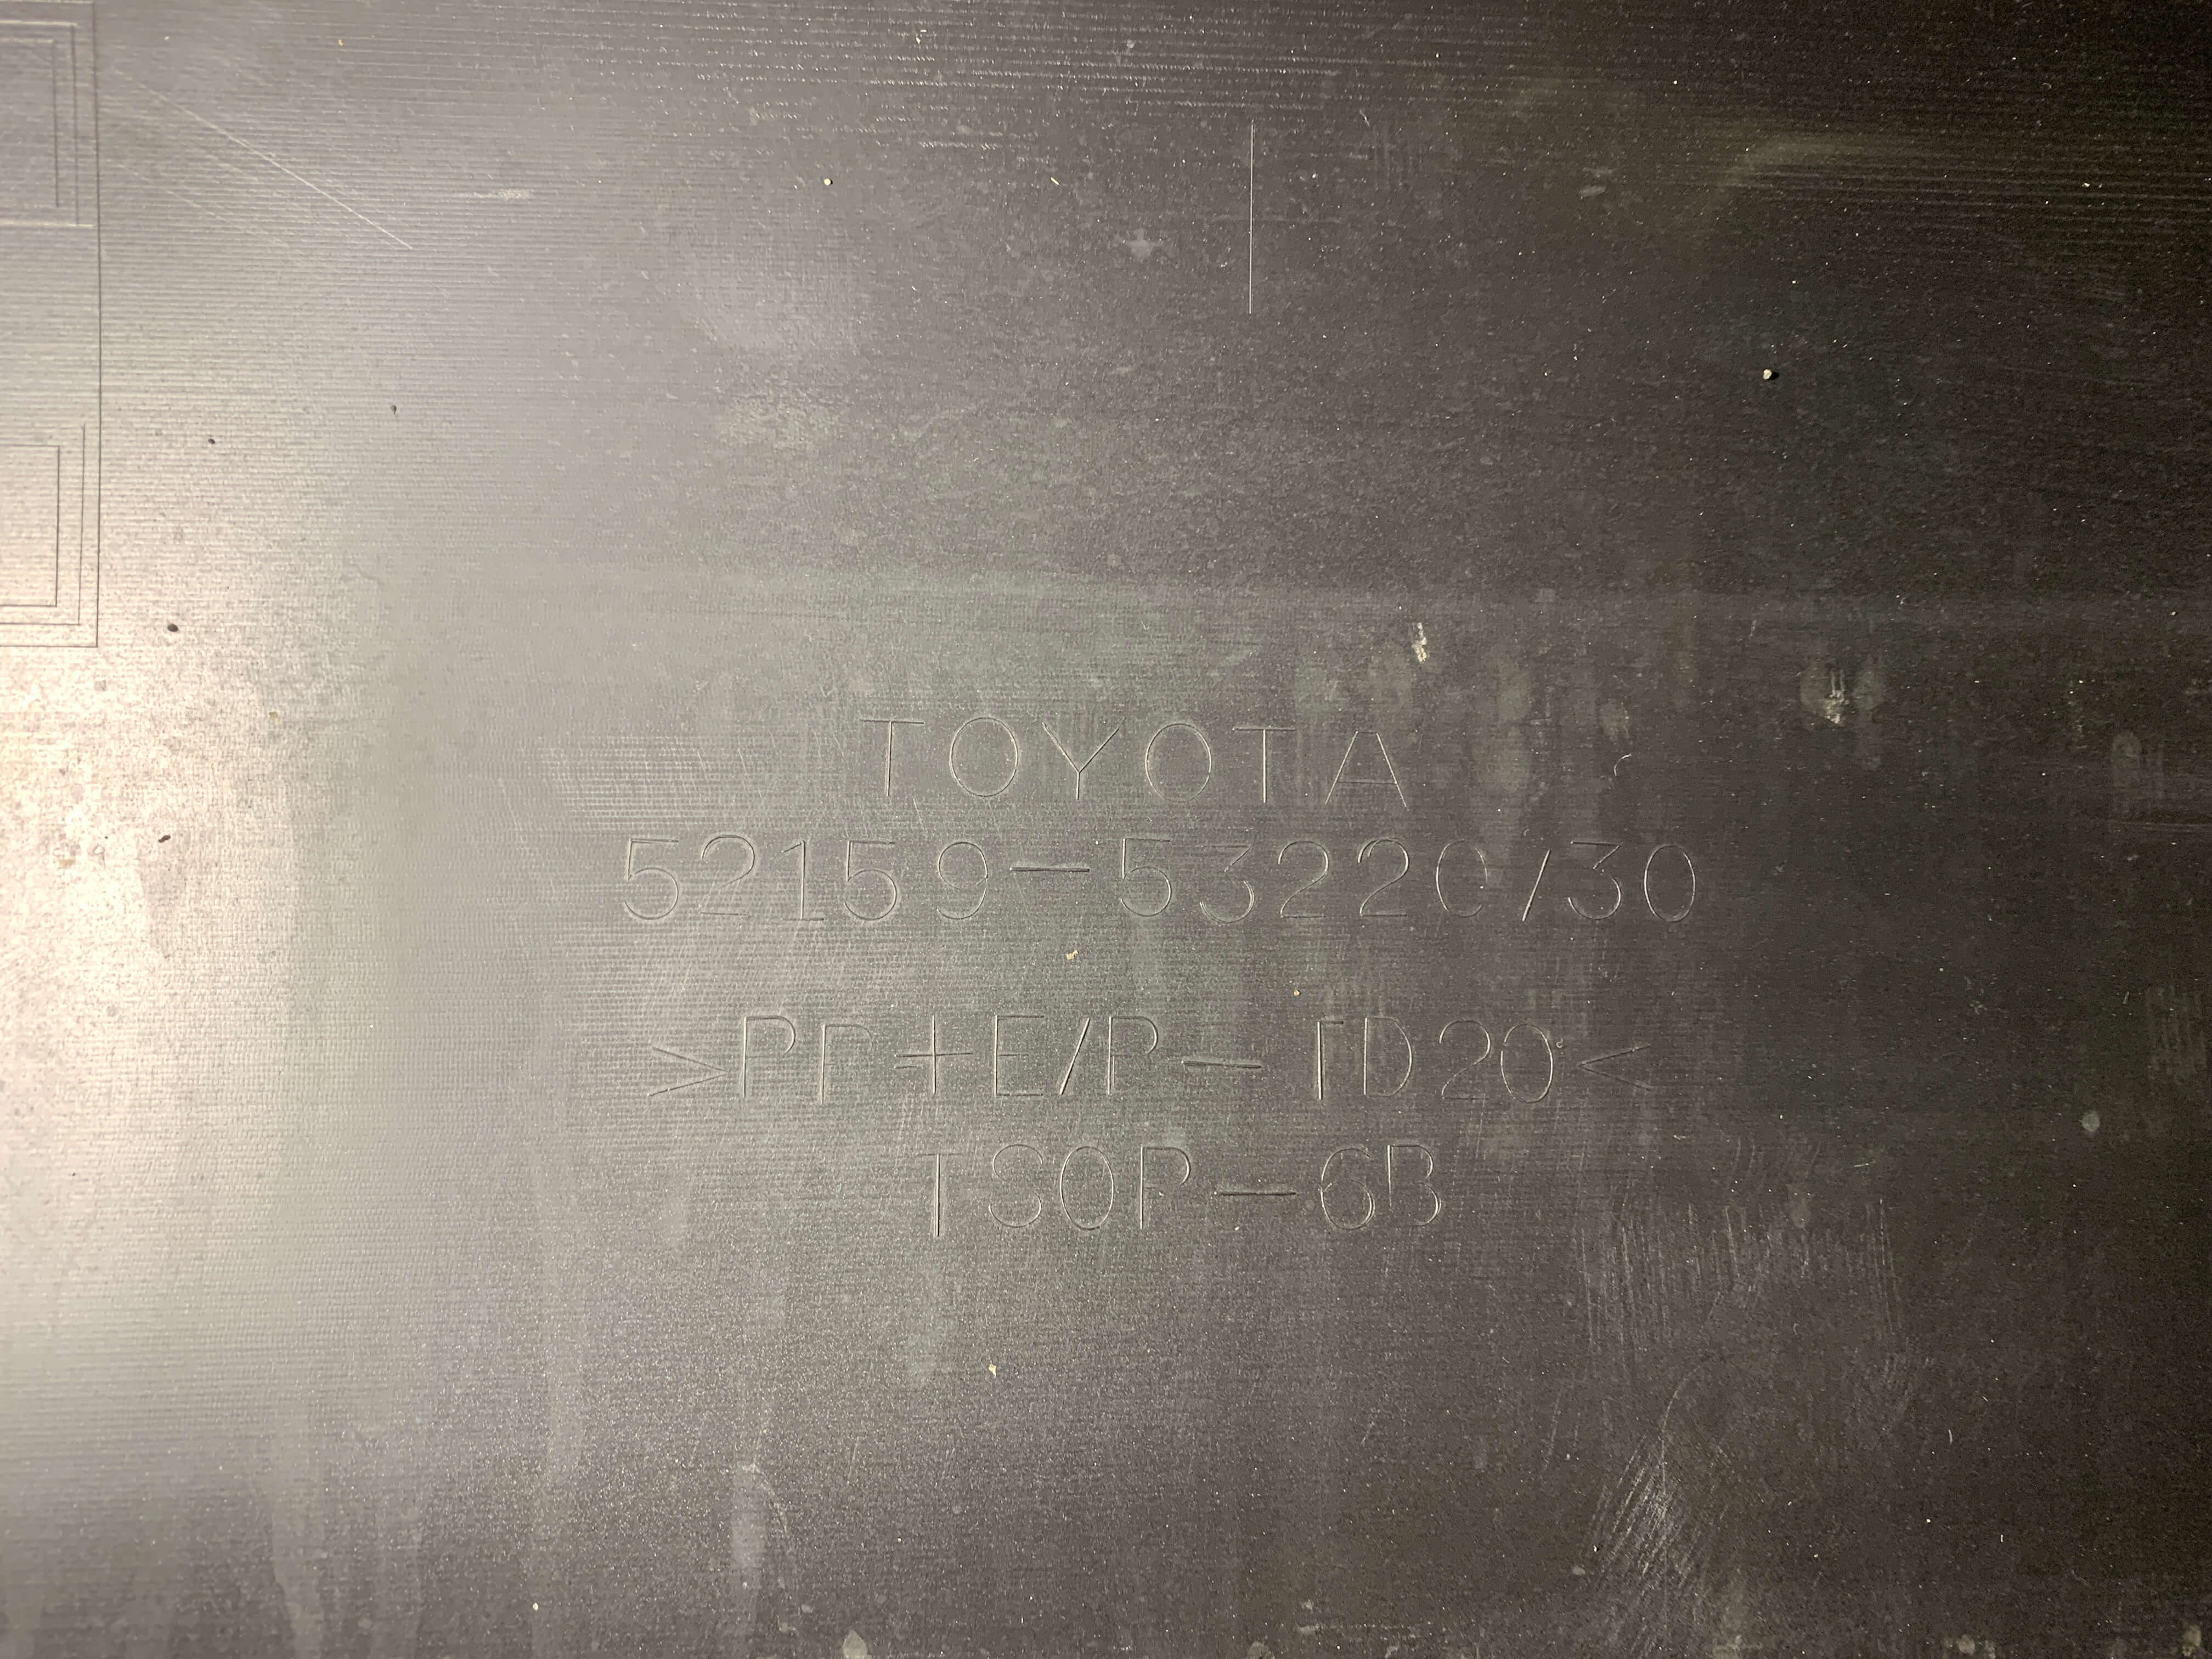 TOYOTA
52159-53220/30
>PP+E/P-TD20<
TSOP-6B